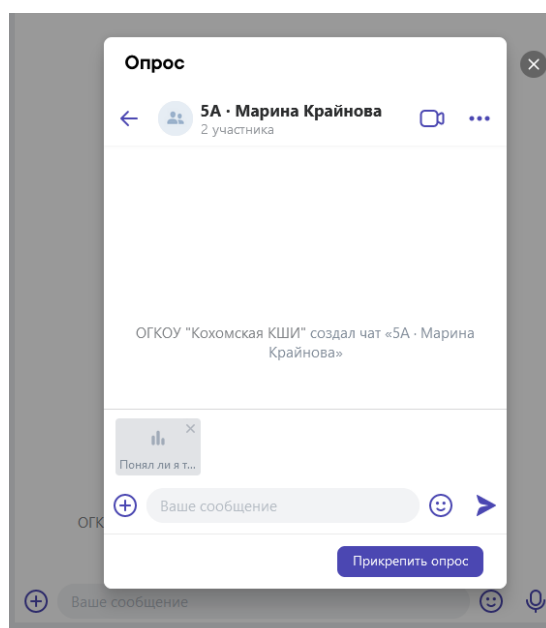 Опрос
5А · Марина Крайнова
2 участника
ОГКОУ "Кохомская КШИ" создал чат «5А · Марина
Крайнова»
Понял ли я т...
Ваше сообщение
ОГК
Прикрепить опрос
Ваше сообщение